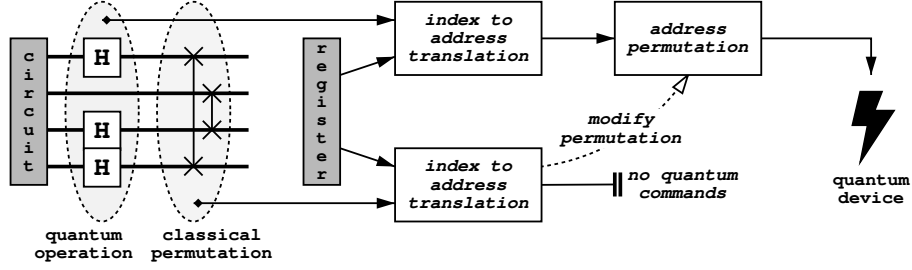 circuit
H
H
H
quantum
operation
classical
permutation
register
index to
address
translation
address
permutation
modify
permutation
index to
address
translation
no quantum
commands
quantum
device